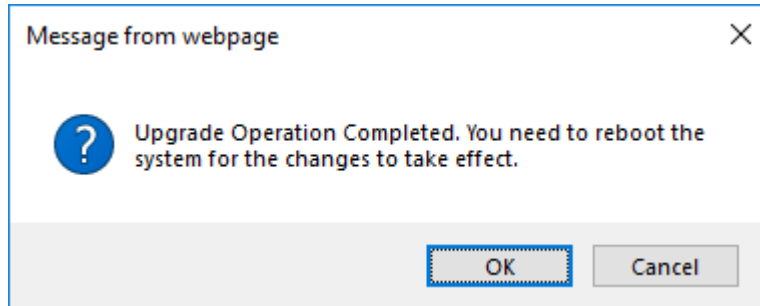 Message from webpage
?
Upgrade Operation Completed. You need to reboot the
system for the changes to take effect.
OK
Cancel